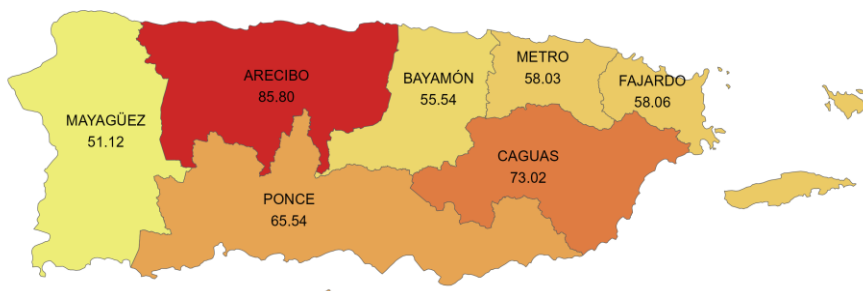 METRO
58.03
ARECIBO
85.80
BAYAMÓN
55.54
FAJARDO
58.06
MAYAGÜEZ
51.12
CAGUAS
73.02
PONCE
65.54